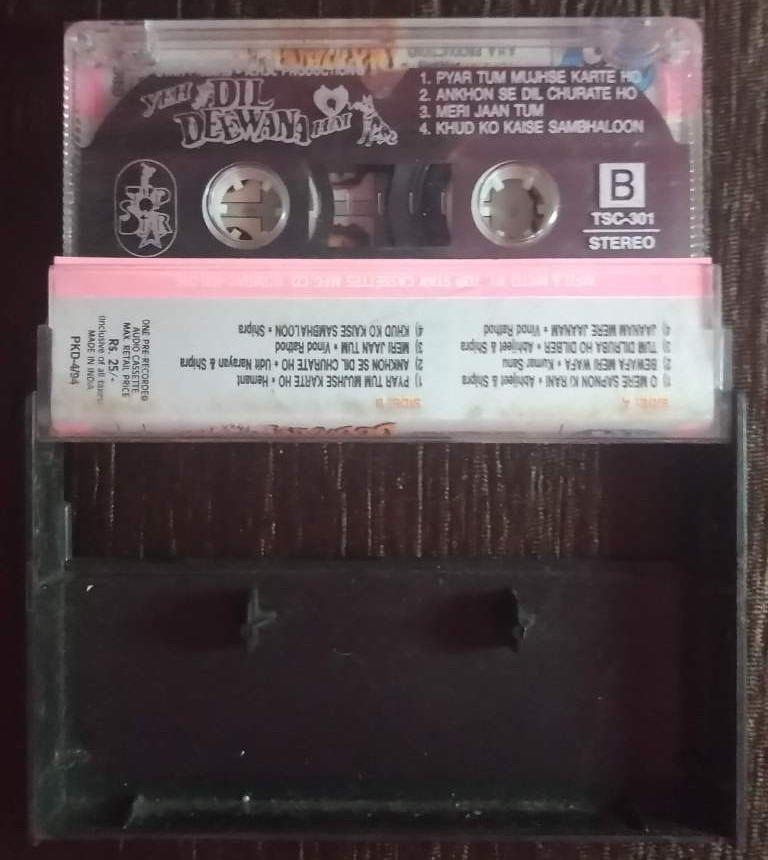 A.H.A. PRODUCTIONS
YEH DIL
DEEWANA HAI
1. PYAR TUM MUJHSE KARTE HO
2. ANKHON SE DIL CHURATE HO
3. MERI JAAN TUM
4. KHUD KO KAISE SAMBHALOON
TOP
STAR
B
TSC-301
STEREO
SIDE: A
1) O MERE SAPNON KI RANI • Abhijeet & Shipra
2) BEWAFA MERI WAFA • Kumar Sanu
3) TUM DILRUBA HO DILBER • Abhijeet & Shipra
4) JAANAM MERE JAANAM • Vinod Rathod
SIDE: B
1) PYAR TUM MUJHSE KARTE HO • Hemant
2) ANKHON SE DIL CHURATE HO • Udit Narayan & Shipra
3) MERI JAAN TUM • Vinod Rathod
4) KHUD KO KAISE SAMBHALOON • Shipra
ONE PRE-RECORDED
AUDIO CASSETTE
MAX. RETAIL PRICE
Rs. 25/-
(Inclusive of all taxes)
MADE IN INDIA
PKD-4/94